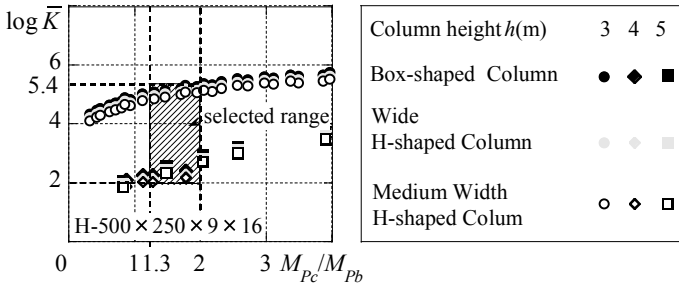 log K̅
6
5.4
4
2
selected range
H-500 × 250 × 9 × 16
0 1 1.3 2 3 M_Pc/M_Pb
Column height h(m) 3 4 5
Box-shaped Column
Wide
H-shaped Column
Medium Width
H-shaped Colum